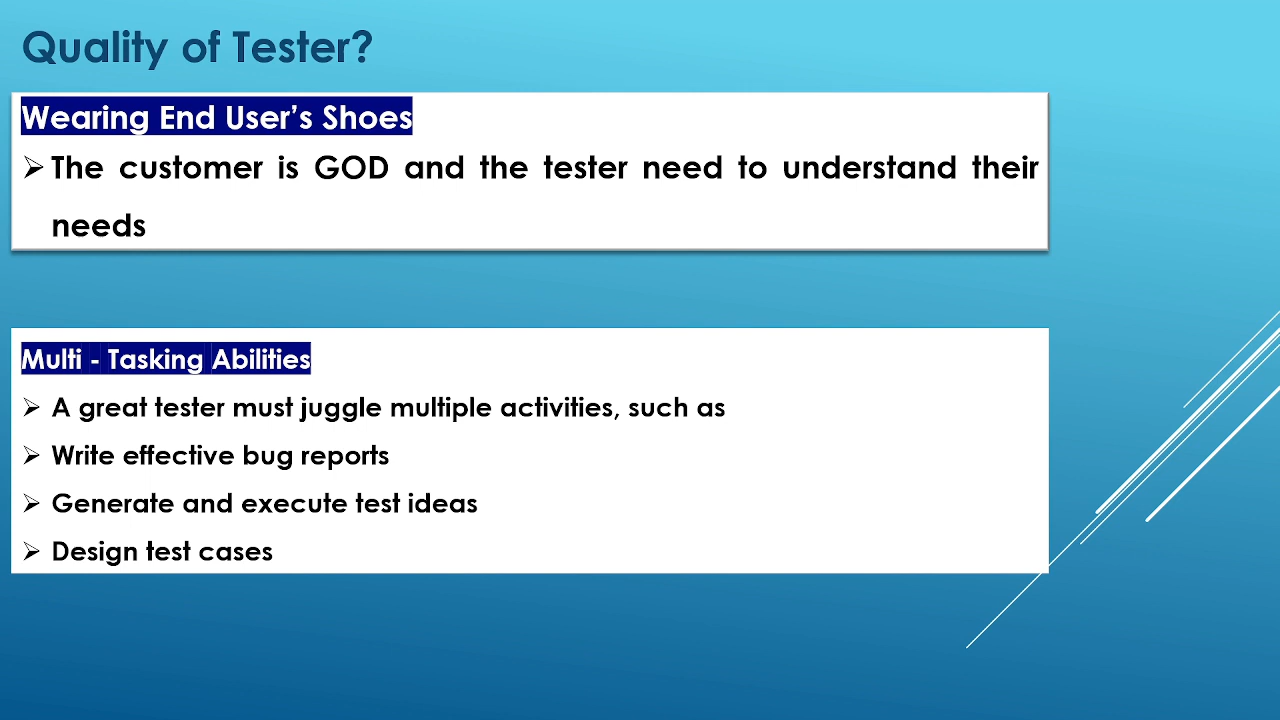 Quality of Tester?
Wearing End User’s Shoes
➢ The customer is GOD and the tester need to understand their
needs
Multi - Tasking Abilities
➢ A great tester must juggle multiple activities, such as
➢ Write effective bug reports
➢ Generate and execute test ideas
➢ Design test cases